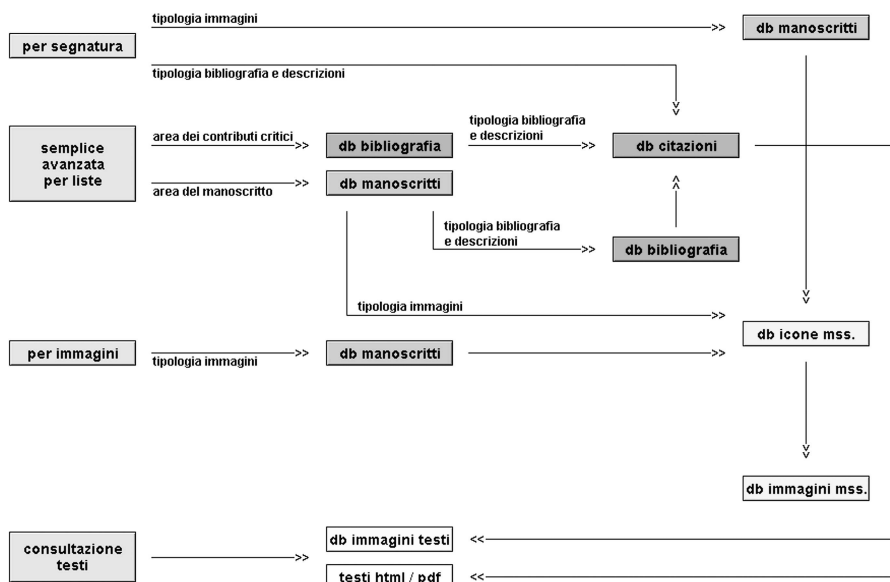 tipologia immagini
db manoscritti
per segnatura
tipologia bibliografia e descrizioni
tipologia bibliografia
e descrizioni
area dei contributi critici
semplice
avanzata
per liste
db bibliografia
db citazioni
db manoscritti
area del manoscritto
tipologia bibliografia
e descrizioni
db bibliografia
tipologia immagini
db icone mss.
per immagini
db manoscritti
tipologia immagini
db immagini mss.
db immagini testi
consultazione
testi
testi html / pdf